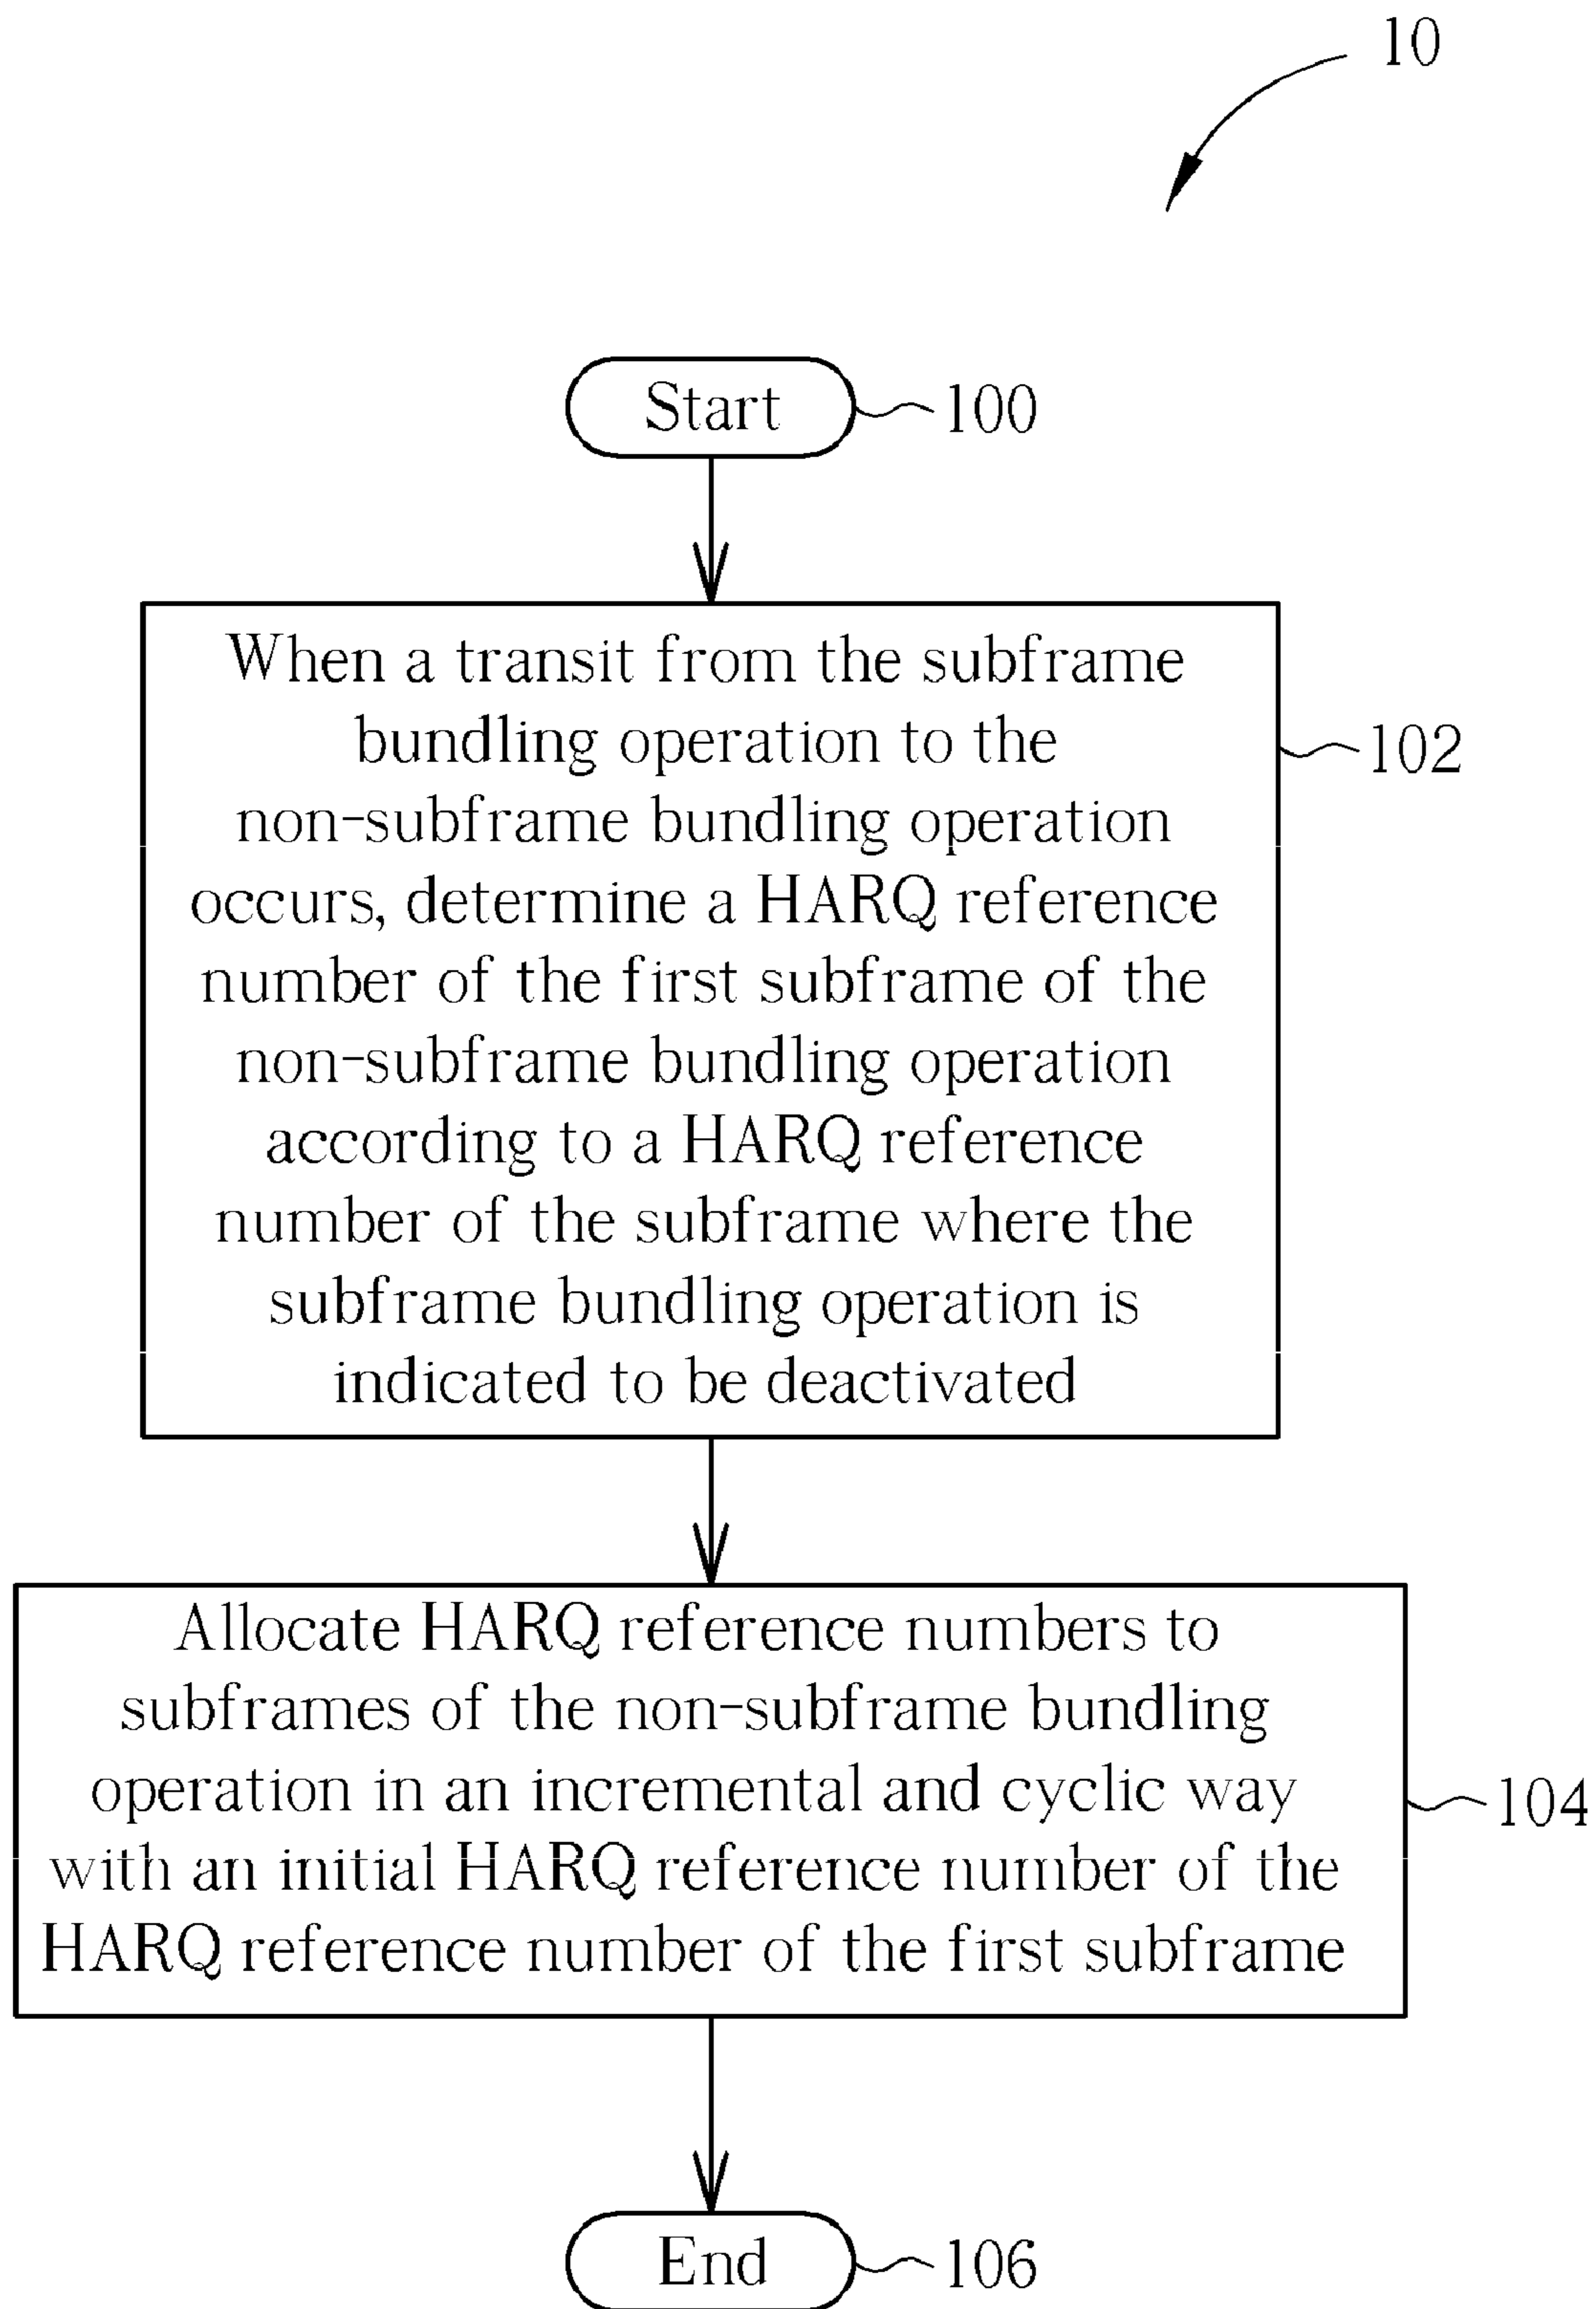 10
Start
100
When a transit from the subframe
bundling operation to the
non-subframe bundling operation
occurs, determine a HARQ reference
number of the first subframe of the
non-subframe bundling operation
according to a HARQ reference
number of the subframe where the
subframe bundling operation is
indicated to be deactivated
102
Allocate HARQ reference numbers to
subframes of the non-subframe bundling
operation in an incremental and cyclic way
with an initial HARQ reference number of the
HARQ reference number of the first subframe
104
End
106